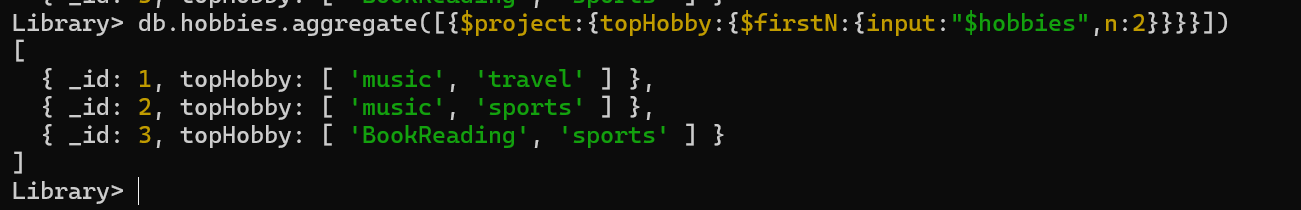 Library> db.hobbies.aggregate([{$project:{topHobby:{$firstN:{input:"$hobbies",n:2}}}}])
[
  { _id: 1, topHobby: [ 'music', 'travel' ] },
  { _id: 2, topHobby: [ 'music', 'sports' ] },
  { _id: 3, topHobby: [ 'BookReading', 'sports' ] }
]
Library>